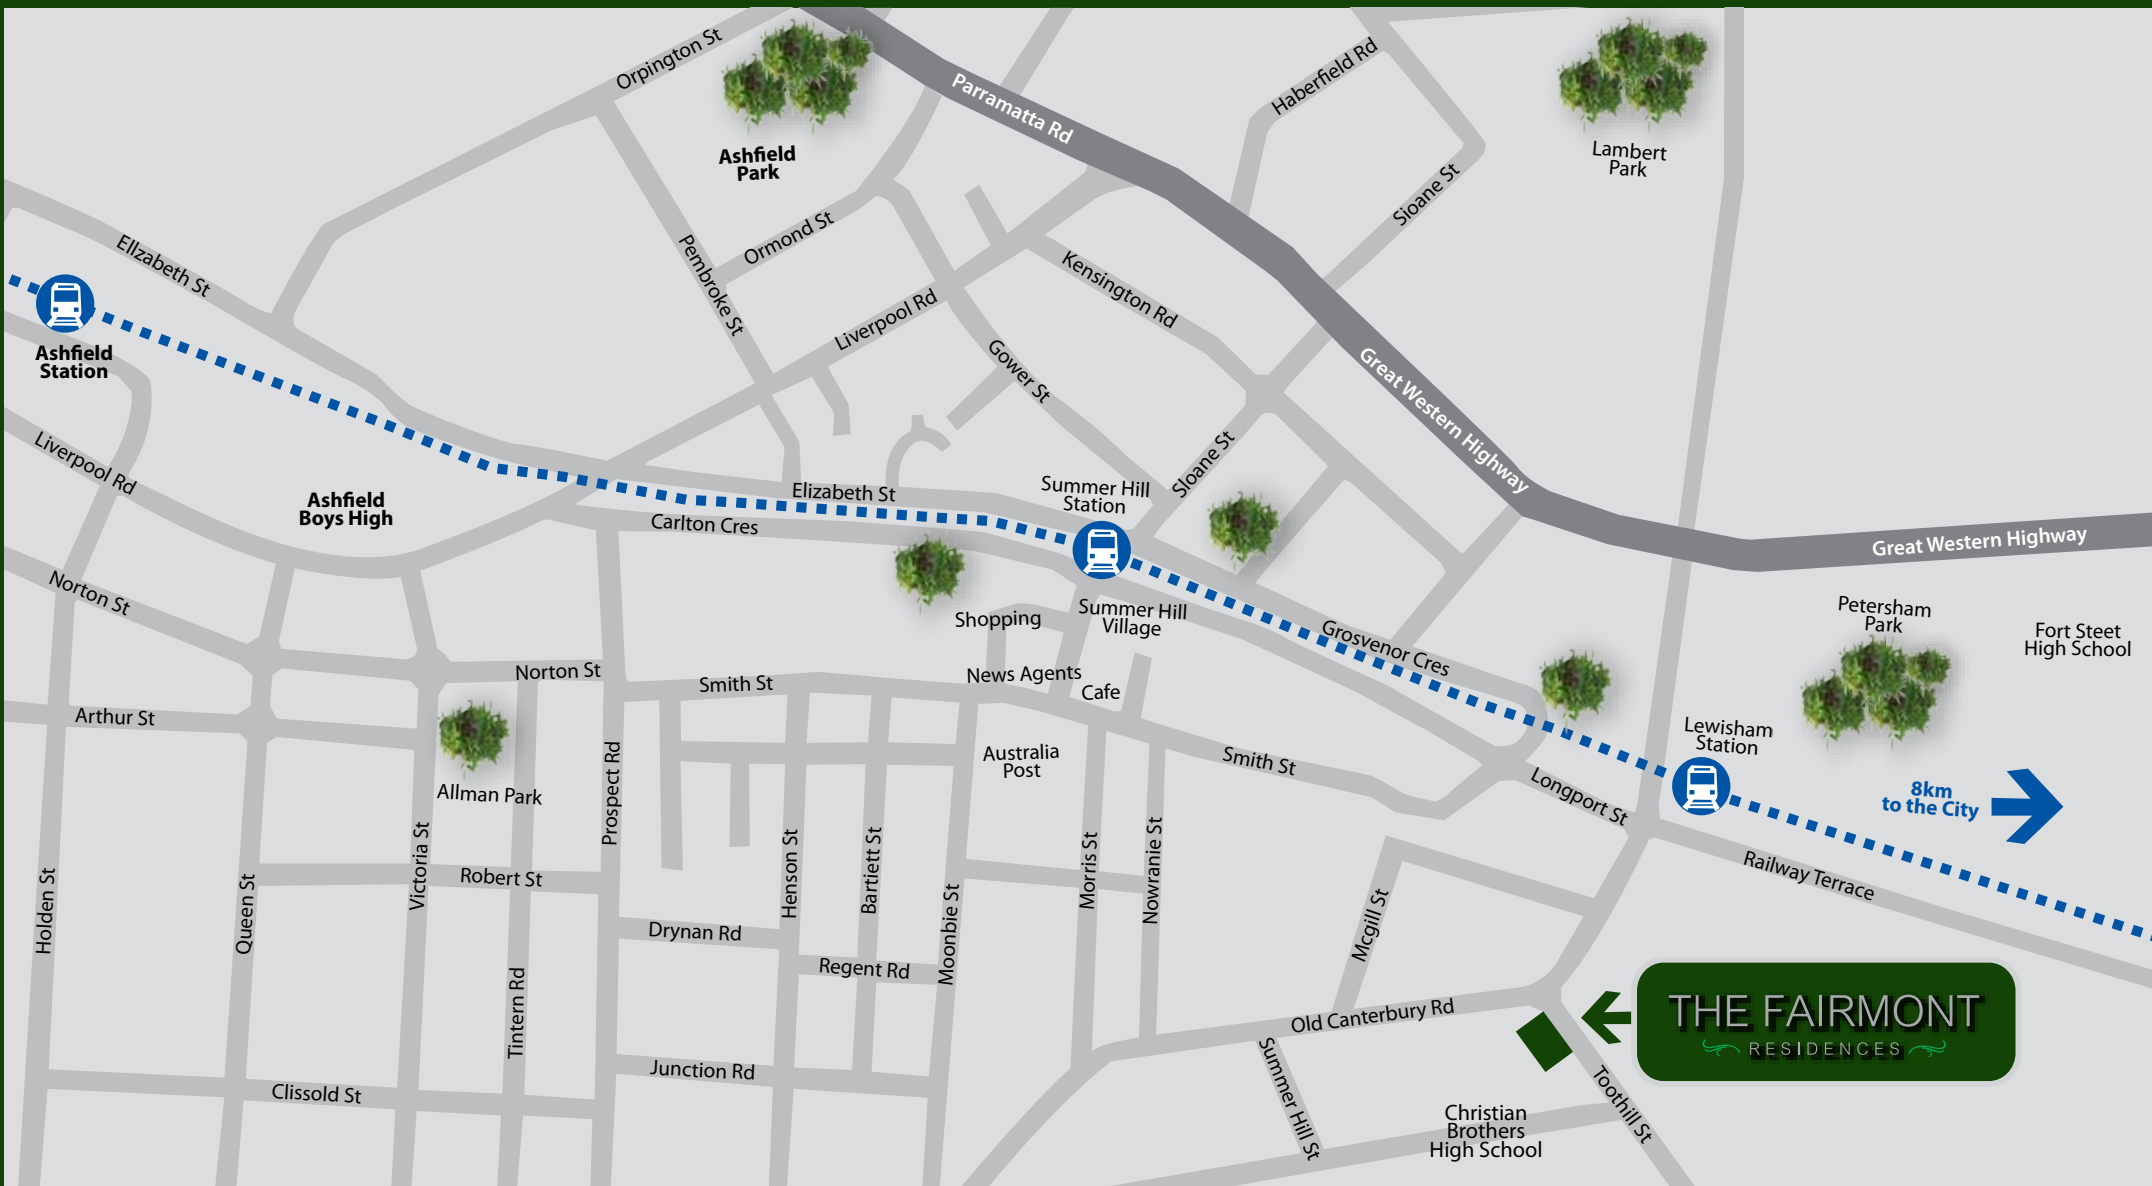 Orpington St
Haberfield Rd
Parramatta Rd
Ashfield
Park
Lambert
Park
Sioane St
Ormond St
Ellzabeth St
Pembroke St
Kensington Rd
Liverpool Rd
Ashfield
Station
Gower St
Great Western Highway
Liverpool Rd
Sloane St
Ashfield
Boys High
Elizabeth St
Summer Hill
Station
Carlton Cres
Great Western Highway
Norton St
Shopping
Summer Hill
Village
Grosvenor Cres
Petersham
Park
Fort Steet
High School
Norton St
Smith St
News Agents
Cafe
Arthur St
Lewisham
Station
Australia
Post
Smith St
Prospect Rd
Allman Park
Longport St
8km
to the City
Victoria St
Robert St
Henson St
Bartiett St
Morris St
Nowranie St
Railway Terrace
Holden St
Queen St
Moonbie St
Mcgill St
Drynan Rd
Regent Rd
Tintern Rd
Old Canterbury Rd
THE FAIRMONT
RESIDENCES
Junction Rd
Clissold St
Summer Hill St
Toothill St
Christian
Brothers
High School